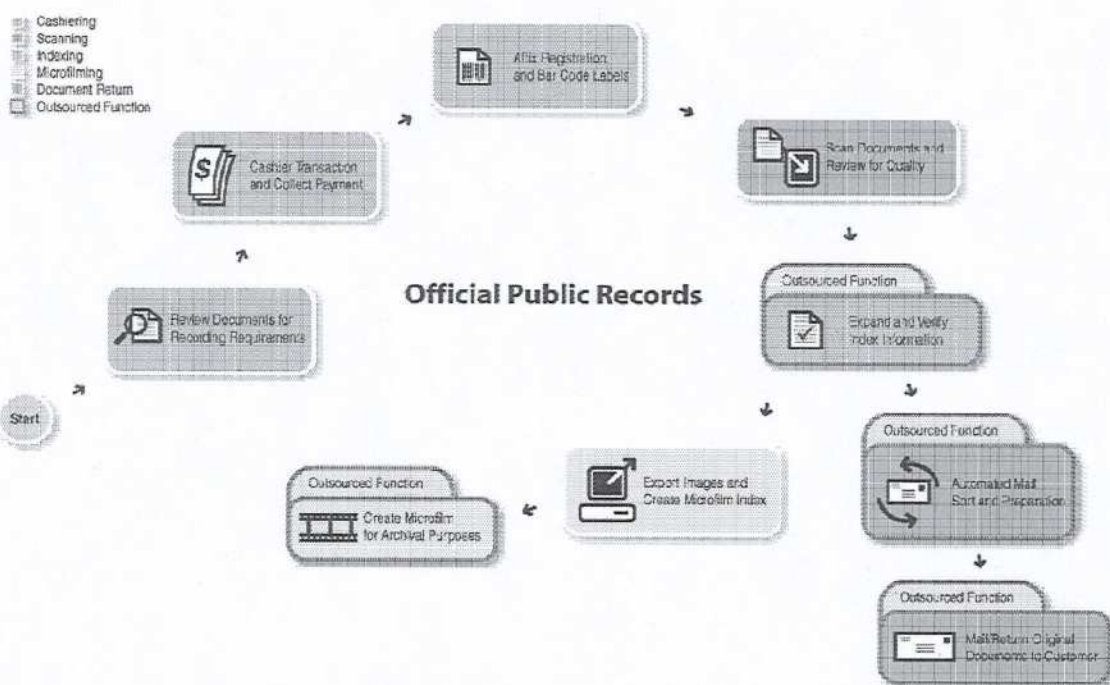 Cashiering
Scanning
Indexing
Microfilming
Document Return
Outsourced Function
Affix Registration
and Bar Code Labels
Cashier Transaction
and Collect Payment
Scan Documents and
Review for Quality
Official Public Records
Review Documents for
Recording Requirements
Start
Outsourced Function
Expand and Verify
Index Information
Outsourced Function
Automated Mail
Sort and Preparation
Export Images and
Create Microfilm Index
Outsourced Function
Create Microfilm
for Archival Purposes
Outsourced Function
Mail/Return Original
Documents to Customer